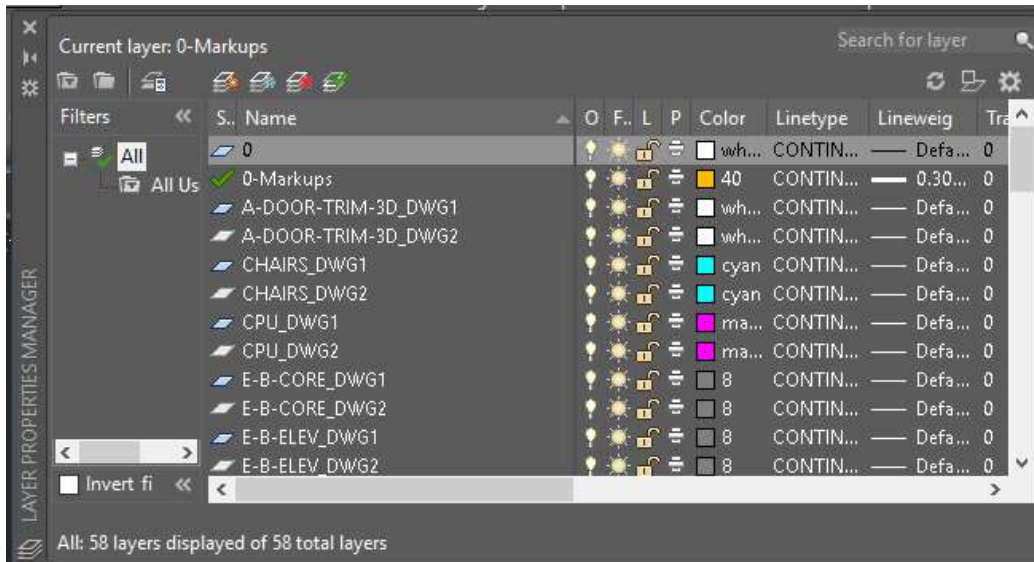 Current layer: 0-Markups
Search for layer
Filters
S.. Name O F.. L P Color Linetype Lineweig Tra
All
All Us
0 wh... CONTIN... Defa... 0
0-Markups 40 CONTIN... 0.30... 0
A-DOOR-TRIM-3D_DWG1 wh... CONTIN... Defa... 0
A-DOOR-TRIM-3D_DWG2 wh... CONTIN... Defa... 0
CHAIRS_DWG1 cyan CONTIN... Defa... 0
CHAIRS_DWG2 cyan CONTIN... Defa... 0
CPU_DWG1 ma... CONTIN... Defa... 0
CPU_DWG2 ma... CONTIN... Defa... 0
E-B-CORE_DWG1 8 CONTIN... Defa... 0
E-B-CORE_DWG2 8 CONTIN... Defa... 0
E-B-ELEV_DWG1 8 CONTIN... Defa... 0
E-B-ELEV_DWG2 8 CONTIN... Defa... 0
Invert fi
All: 58 layers displayed of 58 total layers
LAYER PROPERTIES MANAGER